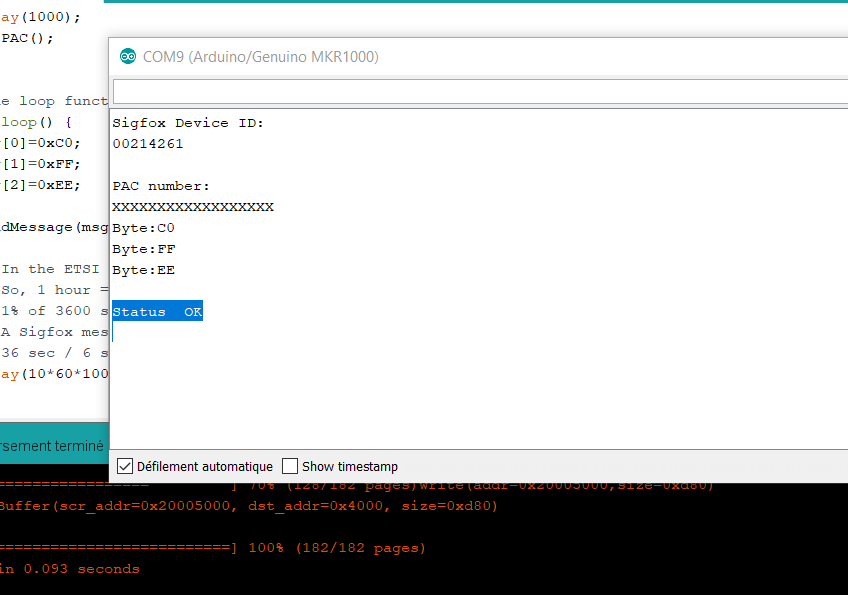 ay(1000);
PAC();
e loop funct
loop() {
[0]=0xC0;
[1]=0xFF;
[2]=0xEE;
dMessage(msg
In the ETSI
So, 1 hour =
1% of 3600 s
A Sigfox mes
36 sec / 6 s
ay(10*60*100
COM9 (Arduino/Genuino MKR1000)
Sigfox Device ID:
00214261
PAC number:
XXXXXXXXXXXXXXXXXX
Byte:C0
Byte:FF
Byte:EE
Status  OK
Défilement automatique
Show timestamp
rsement terminé
================= ] 70% (128/182 pages)write(addr=0x20005000,size=0xd80)
Buffer(scr_addr=0x20005000, dst_addr=0x4000, size=0xd80)
==========================] 100% (182/182 pages)
in 0.093 seconds